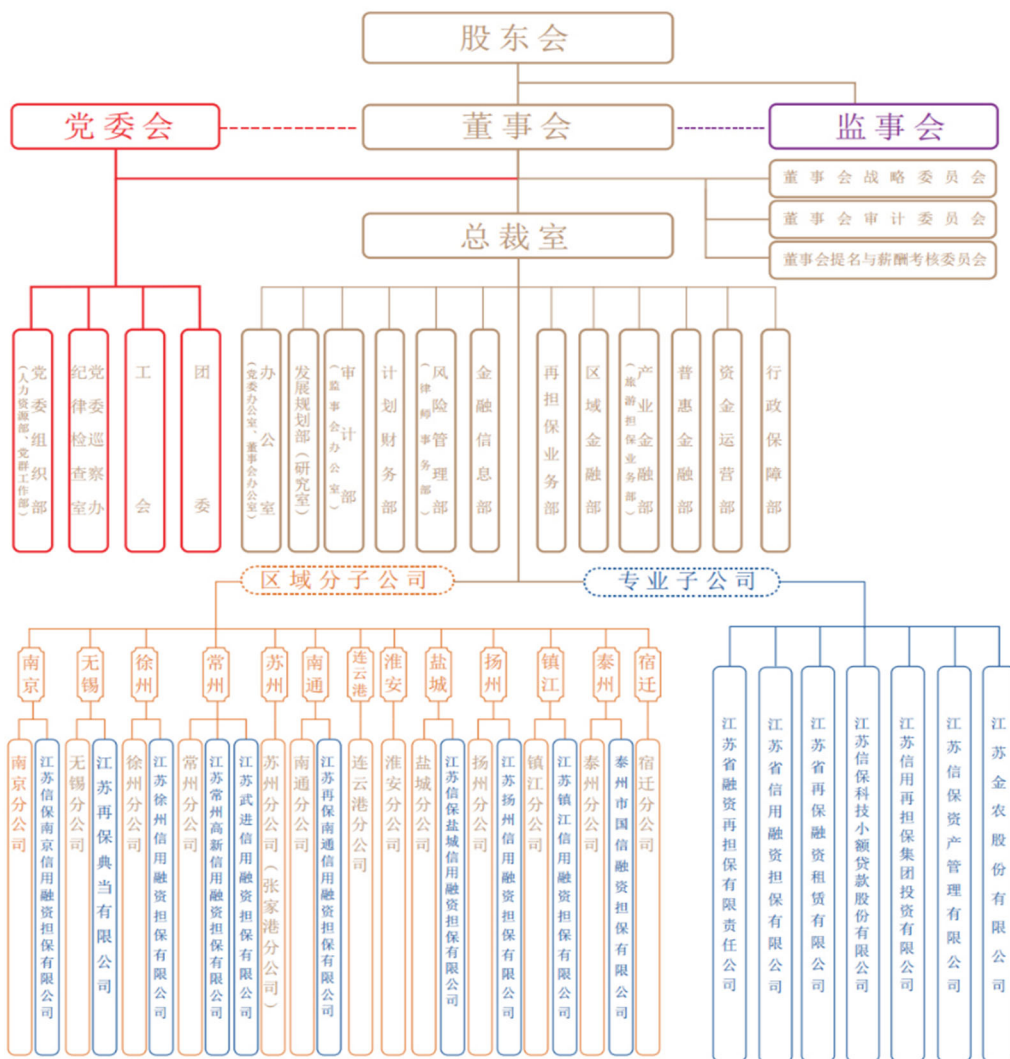 股东会
党委会
董事会
监事会
董事会战略委员会
董事会审计委员会
董事会提名与薪酬考核委员会
总裁室
党委组织部
(人力资源部、党群工作部)
党委巡察办
纪律检查室
工会
团委
办公室
(党委办公室、董事会办公室)
发展规划部(研究室)
审计部
(监事会办公室)
计划财务部
风险管理部
(律师事务部)
金融信息部
再担保业务部
区域金融部
产业金融部
(旅游担保业务部)
普惠金融部
资金运营部
行政保障部
区域分子公司
专业子公司
南京
无锡
徐州
常州
苏州
南通
连云港
淮安
盐城
扬州
镇江
泰州
宿迁
南京分公司
江苏信保南京信用融资担保有限公司
无锡分公司
江苏再保典当有限公司
徐州分公司
江苏徐州信用融资担保有限公司
常州分公司
江苏常州高新信用融资担保有限公司
江苏武进信用融资担保有限公司
苏州分公司(张家港分公司)
南通分公司
江苏再保南通信用融资担保有限公司
连云港分公司
淮安分公司
盐城分公司
江苏信保盐城信用融资担保有限公司
扬州分公司
江苏扬州信用融资担保有限公司
镇江分公司
江苏镇江信用融资担保有限公司
泰州分公司
泰州市国信融资担保有限公司
宿迁分公司
江苏省融资再担保有限责任公司
江苏省信用融资担保有限公司
江苏省再保融资租赁有限公司
江苏信保科技小额贷款股份有限公司
江苏信用再担保集团投资有限公司
江苏信保资产管理有限公司
江苏金农股份有限公司